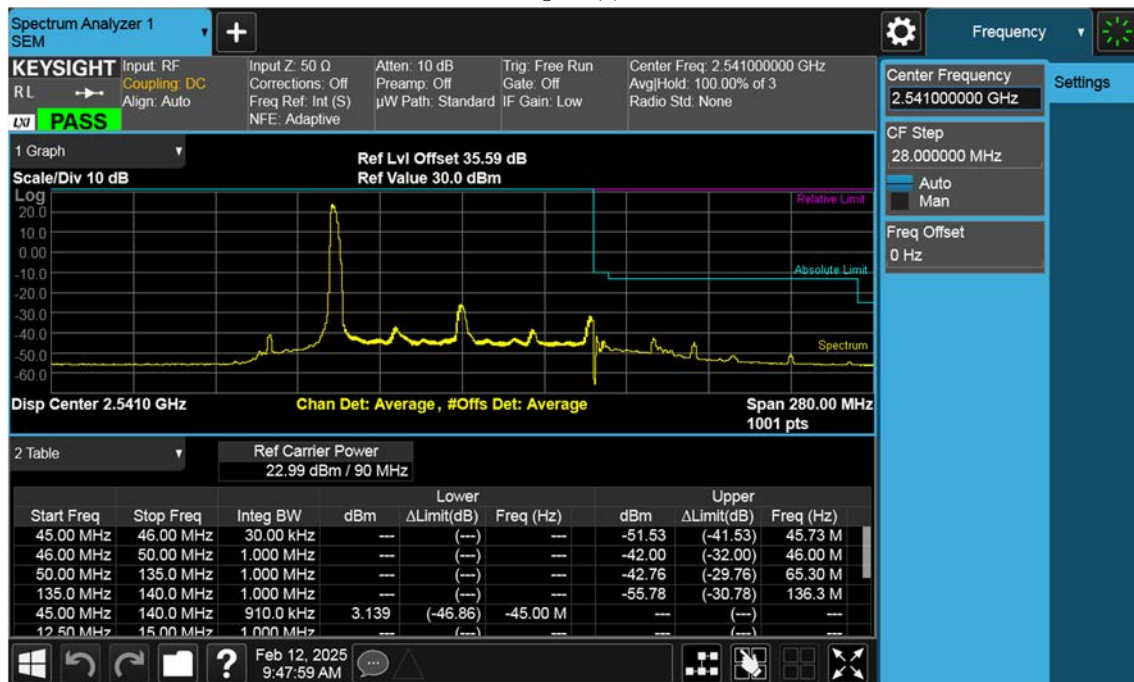 Spectrum Analyzer 1
SEM
+
Frequency
KEYSIGHT
RL
LXI PASS
Input: RF
Coupling: DC
Align: Auto
Input Z: 50 Ω
Corrections: Off
Freq Ref: Int (S)
NFE: Adaptive
Atten: 10 dB
Preamp: Off
µW Path: Standard
Trig: Free Run
Gate: Off
IF Gain: Low
Center Freq: 2.541000000 GHz
Avg|Hold: 100.00% of 3
Radio Std: None
Center Frequency
2.541000000 GHz
Settings
CF Step
28.000000 MHz
Auto
Man
Freq Offset
0 Hz
1 Graph
Scale/Div 10 dB
Ref Lvl Offset 35.59 dB
Ref Value 30.0 dBm
Log
20.0
10.0
0.00
-10.0
-20.0
-30.0
-40.0
-50.0
-60.0
Relative Limit
Absolute Limit
Spectrum
Disp Center 2.5410 GHz
Chan Det: Average, #Offs Det: Average
Span 280.00 MHz
1001 pts
2 Table
Ref Carrier Power
22.99 dBm / 90 MHz
Lower Upper
Start Freq Stop Freq Integ BW dBm ΔLimit(dB) Freq (Hz) dBm ΔLimit(dB) Freq (Hz)
45.00 MHz 46.00 MHz 30.00 kHz --- (---) --- -51.53 (-41.53) 45.73 M
46.00 MHz 50.00 MHz 1.000 MHz --- (---) --- -42.00 (-32.00) 46.00 M
50.00 MHz 135.0 MHz 1.000 MHz --- (---) --- -42.76 (-29.76) 65.30 M
135.0 MHz 140.0 MHz 1.000 MHz --- (---) --- -55.78 (-30.78) 136.3 M
45.00 MHz 140.0 MHz 910.0 kHz 3.139 (-46.86) -45.00 M --- (---) ---
12.50 MHz 15.00 MHz 1.000 MHz --- (---) --- --- (---) ---
?
Feb 12, 2025
9:47:59 AM